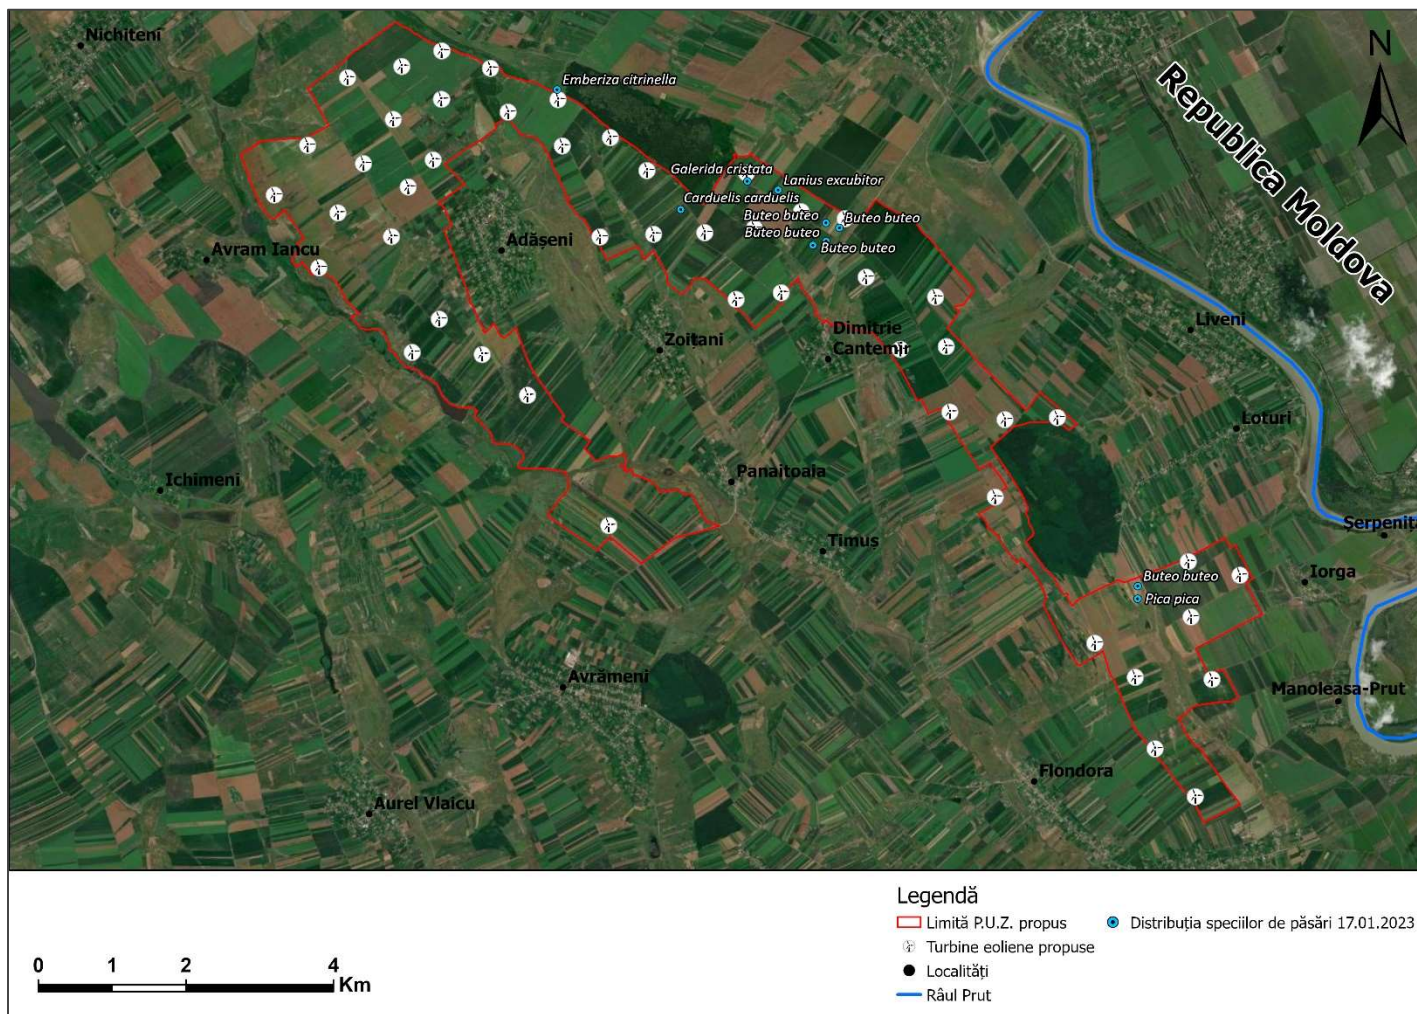 Nichiteni
Emberiza citrinella
N
Republica Moldova
Galerida cristata
Lanius excubitor
Carduelis carduelis
Buteo buteo
Buteo buteo
Buteo buteo
Buteo buteo
Adășeni
Avram Iancu
Zoițani
Dimitrie
Cantemir
Liveni
Loturi
Ichimeni
Panaitoaia
Timuș
Șerpenița
Iorga
Buteo buteo
Pica pica
Avrămeni
Manoleasa-Prut
Flondora
Aurel Vlaicu
Legendă
Limită P.U.Z. propus
Distribuția speciilor de păsări 17.01.2023
Turbine eoliene propuse
Localități
Râul Prut
0 1 2 4
Km